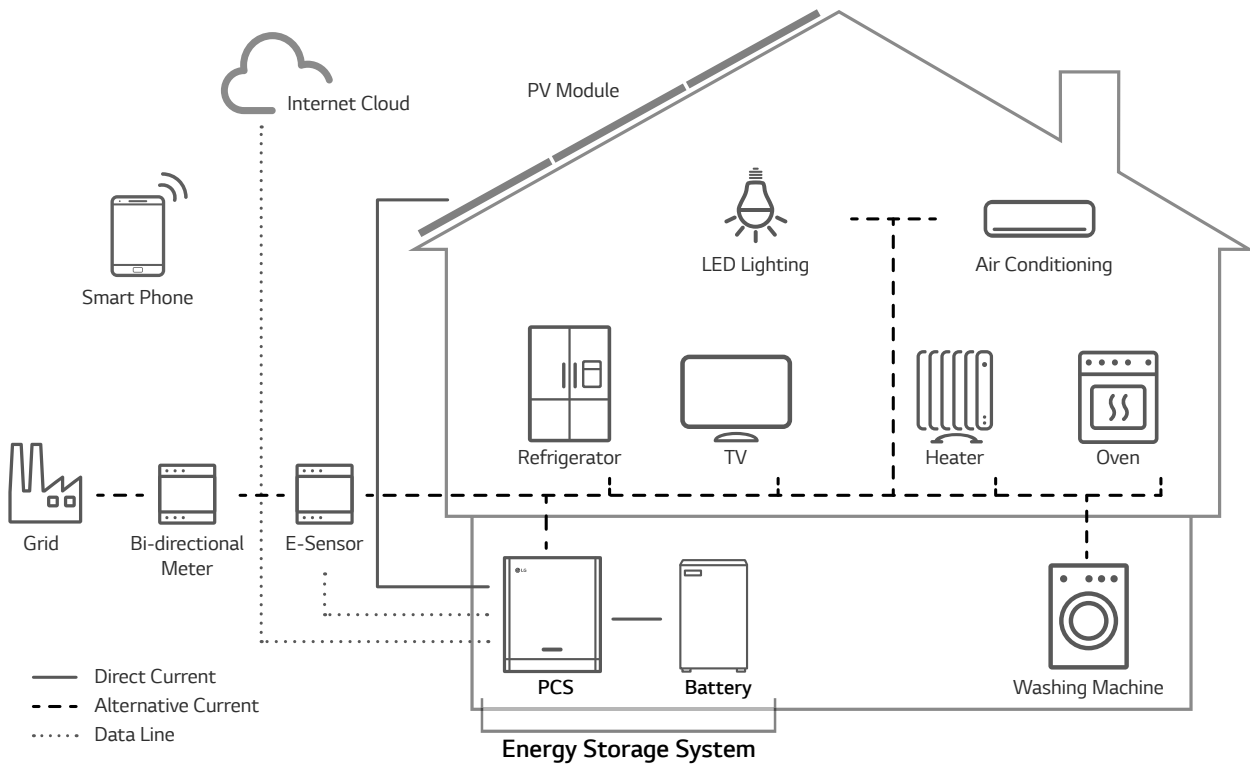 Internet Cloud
PV Module
Smart Phone
LED Lighting
Air Conditioning
Refrigerator
TV
Heater
Oven
Grid
Bi-directional
Meter
E-Sensor
LG
PCS
Battery
Washing Machine
Direct Current
Alternative Current
Data Line
Energy Storage System